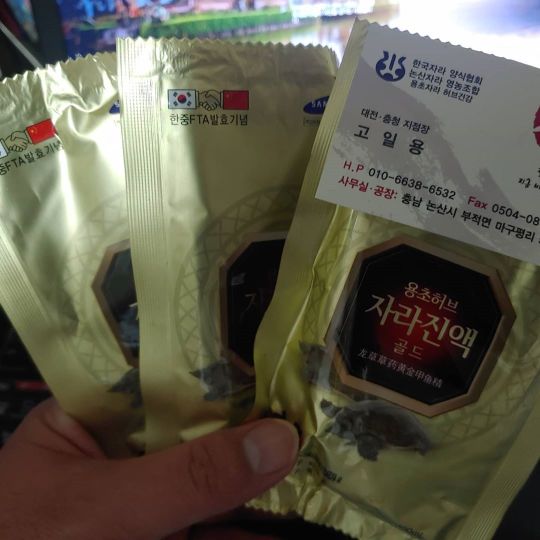 중FTA발효기념
한중FTA발효기념
한국자라 양식협회
논산자라 영농조합
용초자라 허브건강
대전·충청 지점장
고 일 용
H.P 010-6638-6532 Fax 0504-08
사무실·공장: 충남 논산시 부적면 마구평리
용초허브
자라진액
골드
龙草草药黄金甲鱼精
자라